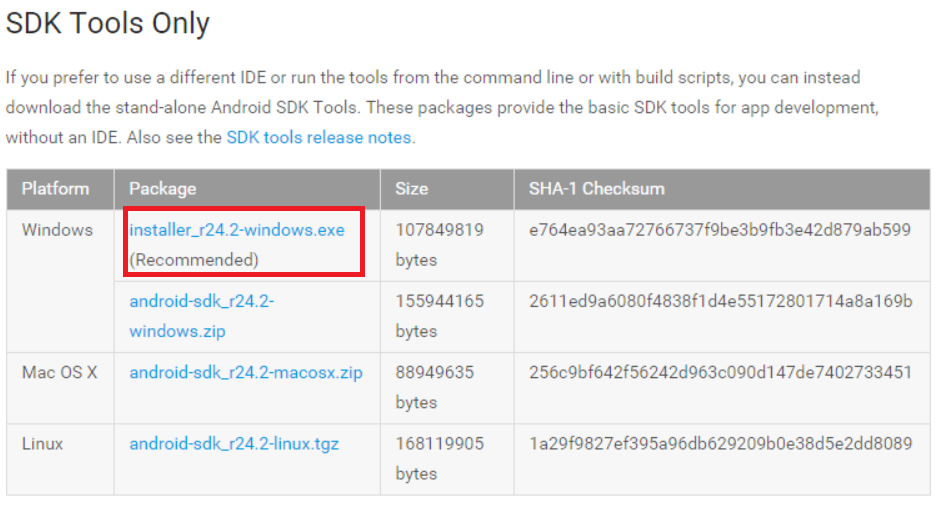 SDK Tools Only
If you prefer to use a different IDE or run the tools from the command line or with build scripts, you can instead
download the stand-alone Android SDK Tools. These packages provide the basic SDK tools for app development,
without an IDE. Also see the SDK tools release notes.
Platform Package Size SHA-1 Checksum
Windows installer_r24.2-windows.exe 107849819 e764ea93aa72766737f9be3b9fb3e42d879ab599
(Recommended) bytes
android-sdk_r24.2- 155944165 2611ed9a6080f4838f1d4e55172801714a8a169b
windows.zip bytes
Mac OS X android-sdk_r24.2-macosx.zip 88949635 256c9bf642f56242d963c090d147de7402733451
bytes
Linux android-sdk_r24.2-linux.tgz 168119905 1a29f9827ef395a96db629209b0e38d5e2dd8089
bytes